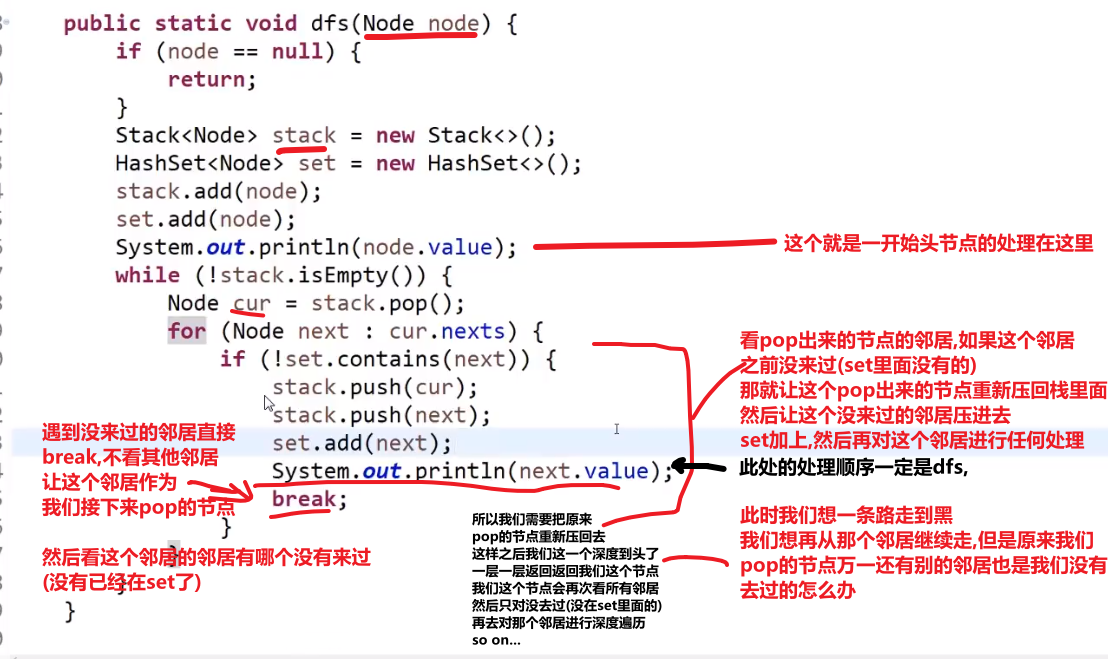 public static void dfs(Node node) {
if (node == null) {
return;
}
Stack<Node> stack = new Stack<>();
HashSet<Node> set = new HashSet<>();
stack.add(node);
set.add(node);
System.out.println(node.value);
这个就是一开始头节点的处理在这里
while (!stack.isEmpty()) {
Node cur = stack.pop();
for (Node next : cur.nexts) {
if (!set.contains(next)) {
stack.push(cur);
stack.push(next);
set.add(next);
System.out.println(next.value);
break;
}
}
}
}
看pop出来的节点的邻居,如果这个邻居
之前没来过(set里面没有的)
那就让这个pop出来的节点重新压回栈里面
然后让这个没来过的邻居压进去
set加上,然后再对这个邻居进行任何处理
此处的处理顺序一定是dfs,
遇到没来过的邻居直接
break,不看其他邻居
让这个邻居作为
我们接下来pop的节点
然后看这个邻居的邻居有哪个没有来过
(没有已经在set了)
所以我们需要把原来
pop的节点重新压回去
这样之后我们这一个深度到头了
一层一层返回返回我们这个节点
我们这个节点会再次看所有邻居
然后只对没去过(没在set里面的)
再去对那个邻居进行深度遍历
so on...
此时我们想一条路走到黑
我们想再从那个邻居继续走,但是原来我们
pop的节点万一还有别的邻居也是我们没有
去过的怎么办